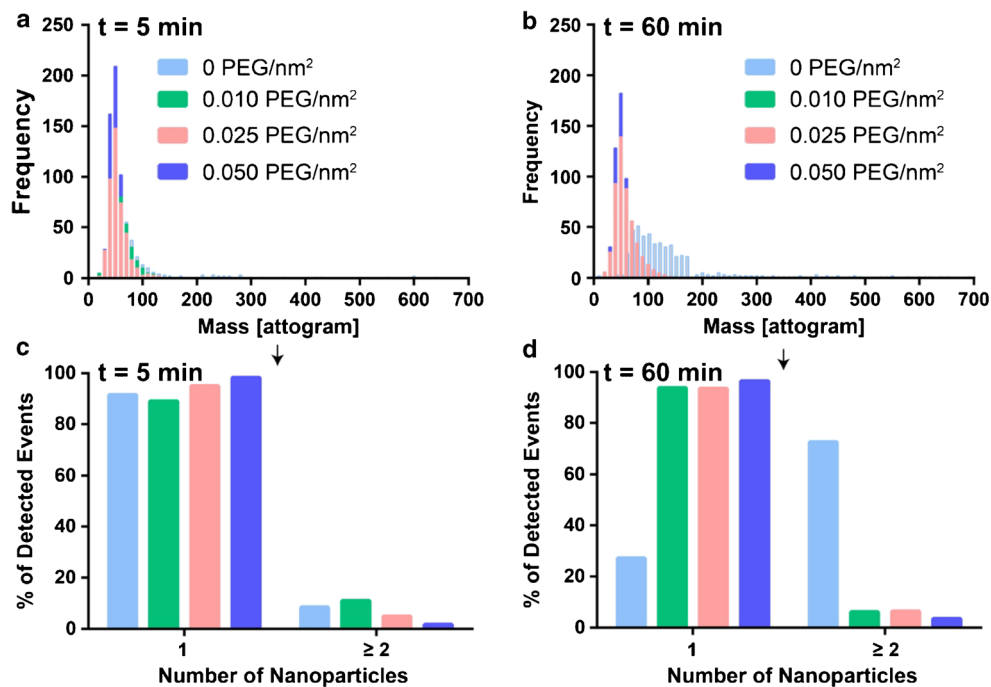 a
t = 5 min
250
200
150
100
50
0
Frequency
0 PEG/nm²
0.010 PEG/nm²
0.025 PEG/nm²
0.050 PEG/nm²
0 100 200 300 400 500 600 700
Mass [attogram]
b
t = 60 min
250
200
150
100
50
0
Frequency
0 PEG/nm²
0.010 PEG/nm²
0.025 PEG/nm²
0.050 PEG/nm²
0 100 200 300 400 500 600 700
Mass [attogram]
c
t = 5 min
100
80
60
40
20
0
% of Detected Events
1 ≥ 2
Number of Nanoparticles
d
t = 60 min
100
80
60
40
20
0
% of Detected Events
1 ≥ 2
Number of Nanoparticles